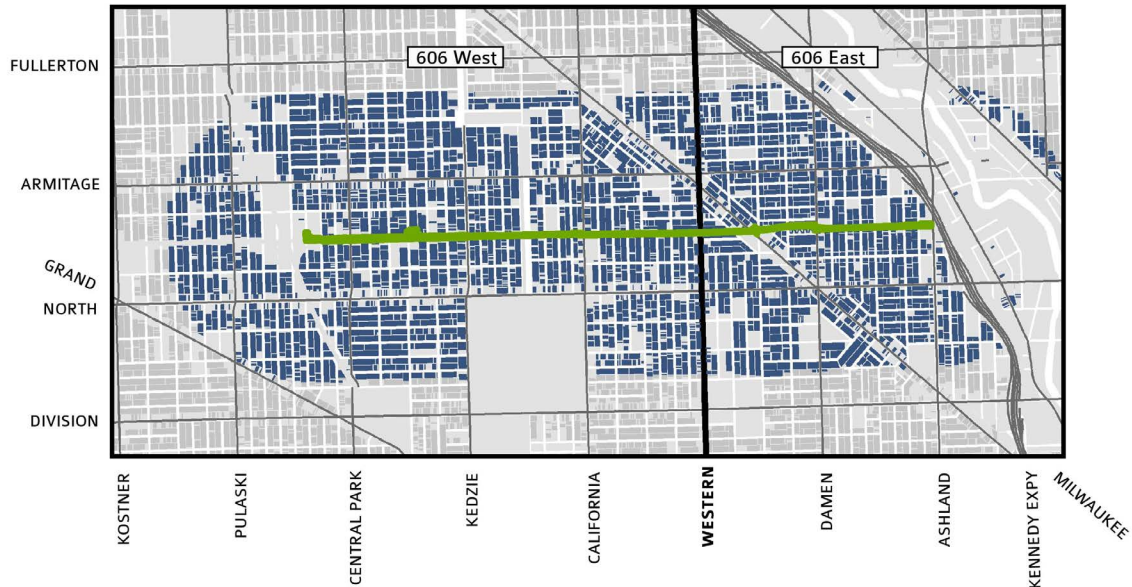 606 West
606 East
FULLERTON
ARMITAGE
GRAND
NORTH
DIVISION
KOSTNER
PULASKI
CENTRAL PARK
KEDZIE
CALIFORNIA
WESTERN
DAMEN
ASHLAND
KENNEDY EXPY
MILWAUKEE